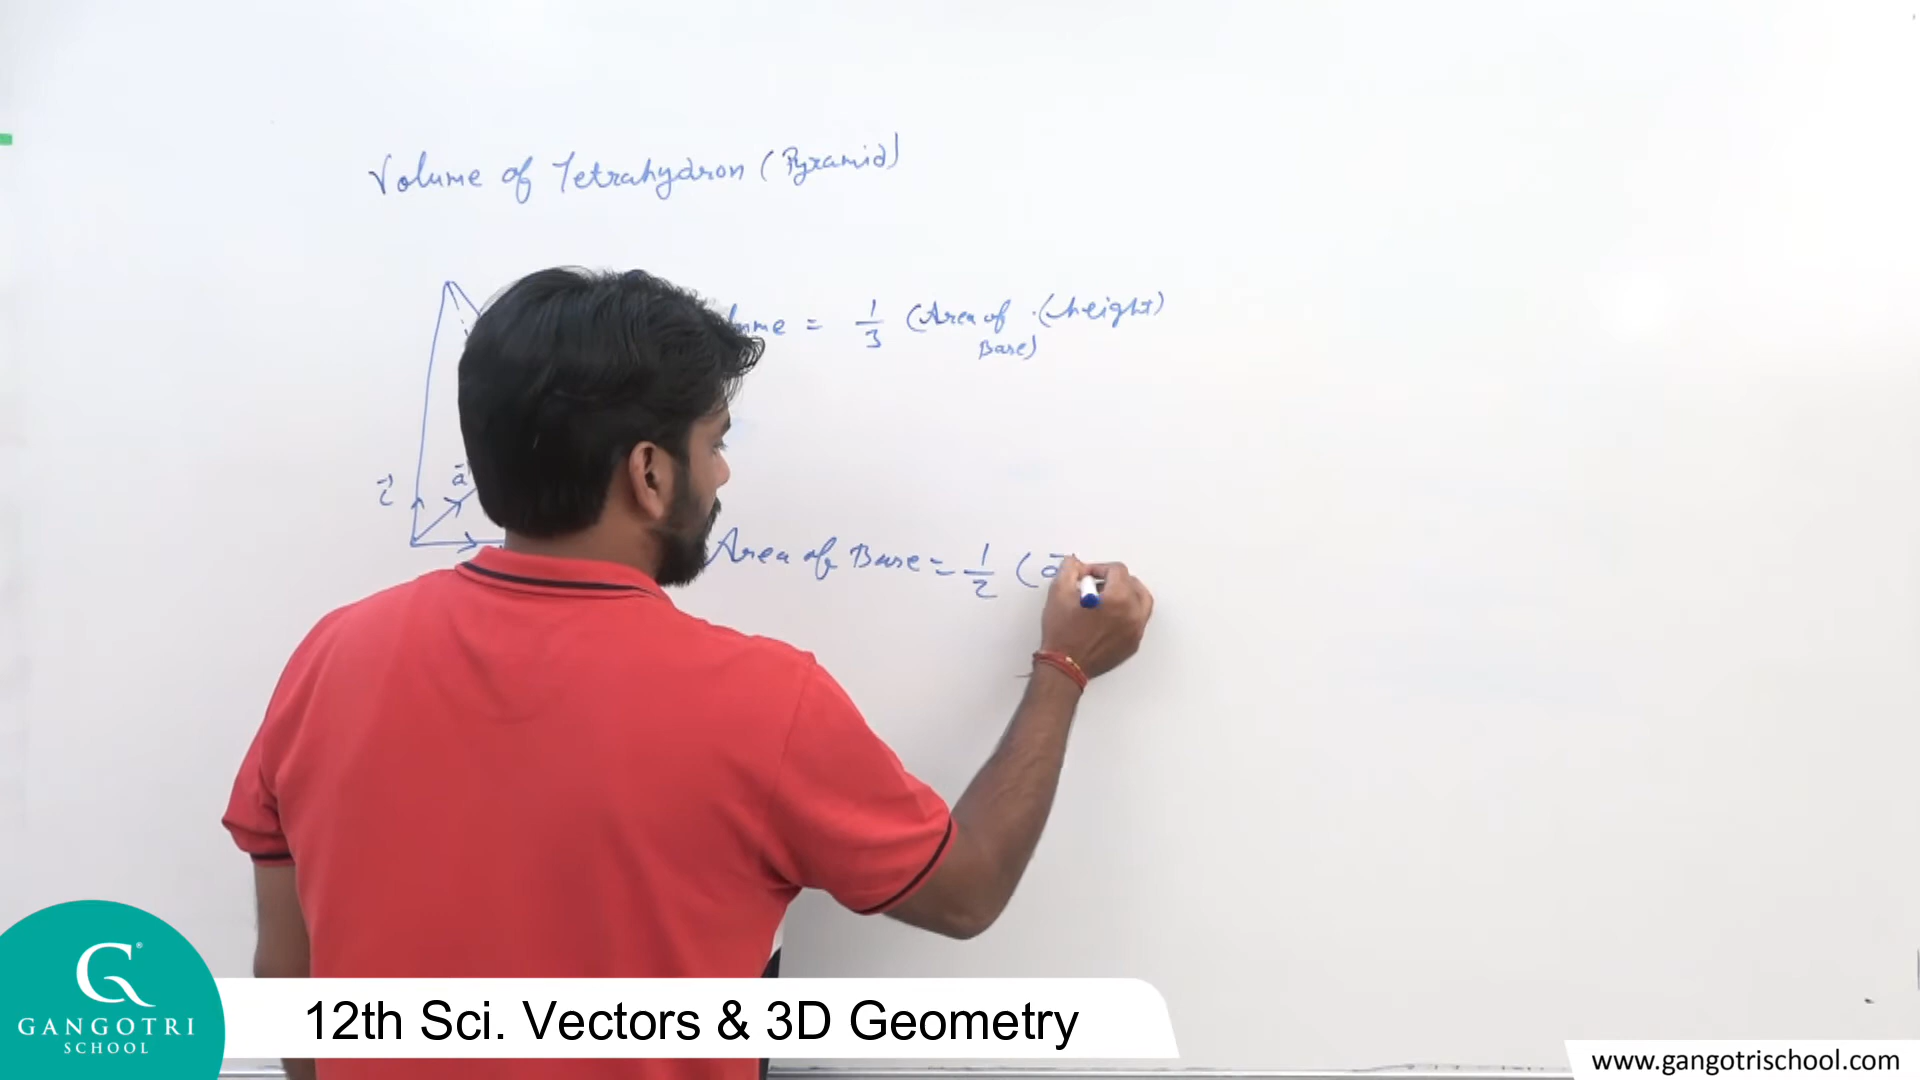 Volume of Tetrahydron (Pyramid)
= 1/3 (Area of Base) · (height)
c⃗
a⃗
Area of Base = 1/2 (a⃗
GANGOTRI
SCHOOL
12th Sci. Vectors & 3D Geometry
www.gangotrischool.com